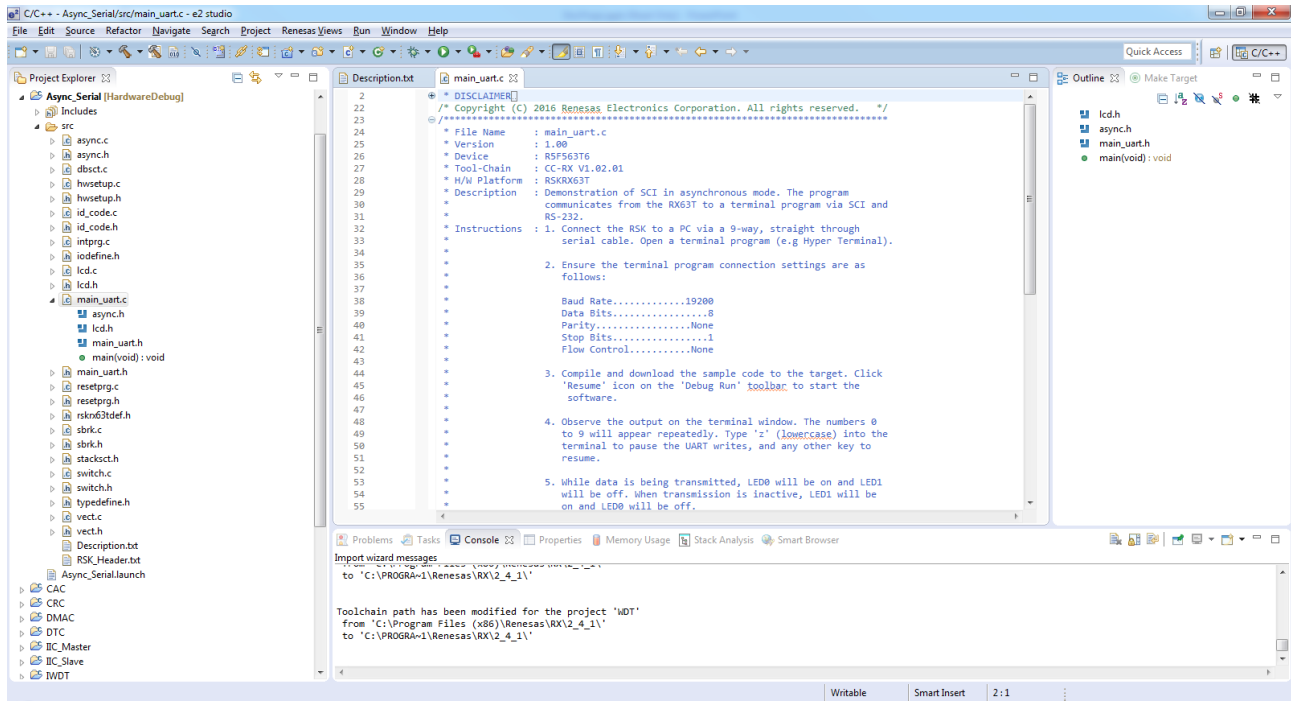 C/C++ - Async_Serial/src/main_uart.c - e2 studio
File Edit Source Refactor Navigate Search Project Renesas Views Run Window Help
Quick Access C/C++
Project Explorer
Async_Serial [HardwareDebug]
Includes
src
async.c
async.h
dbsct.c
hwsetup.c
hwsetup.h
id_code.c
id_code.h
intprg.c
iodefine.h
lcd.c
lcd.h
main_uart.c
async.h
lcd.h
main_uart.h
main(void) : void
main_uart.h
resetprg.c
resetprg.h
rskrx63tdef.h
sbrk.c
sbrk.h
stacksct.h
switch.c
switch.h
typedefine.h
vect.c
vect.h
Description.txt
RSK_Header.txt
Async_Serial.launch
CAC
CRC
DMAC
DTC
IIC_Master
IIC_Slave
IWDT
Description.txt main_uart.c
2 * DISCLAIMER
22 /* Copyright (C) 2016 Renesas Electronics Corporation. All rights reserved. */
23 /*******************************************************************************
24 * File Name : main_uart.c
25 * Version : 1.00
26 * Device : R5F563T6
27 * Tool-Chain : CC-RX V1.02.01
28 * H/W Platform : RSKRX63T
29 * Description : Demonstration of SCI in asynchronous mode. The program
30 * communicates from the RX63T to a terminal program via SCI and
31 * RS-232.
32 * Instructions : 1. Connect the RSK to a PC via a 9-way, straight through
33 * serial cable. Open a terminal program (e.g Hyper Terminal).
34 *
35 * 2. Ensure the terminal program connection settings are as
36 * follows:
37 *
38 * Baud Rate.............19200
39 * Data Bits................8
40 * Parity................None
41 * Stop Bits................1
42 * Flow Control..........None
43 *
44 * 3. Compile and download the sample code to the target. Click
45 * 'Resume' icon on the 'Debug Run' toolbar to start the
46 * software.
47 *
48 * 4. Observe the output on the terminal window. The numbers 0
49 * to 9 will appear repeatedly. Type 'z' (lowercase) into the
50 * terminal to pause the UART writes, and any other key to
51 * resume.
52 *
53 * 5. While data is being transmitted, LED0 will be on and LED1
54 * will be off. When transmission is inactive, LED1 will be
55 * on and LED0 will be off.
Outline Make Target
lcd.h
async.h
main_uart.h
main(void) : void
Problems Tasks Console Properties Memory Usage Stack Analysis Smart Browser
Import wizard messages
from 'C:\Program Files (x86)\Renesas\RX\2_4_1\'
to 'C:\PROGRA~1\Renesas\RX\2_4_1\'
Toolchain path has been modified for the project 'WDT'
from 'C:\Program Files (x86)\Renesas\RX\2_4_1\'
to 'C:\PROGRA~1\Renesas\RX\2_4_1\'
Writable Smart Insert 2 : 1